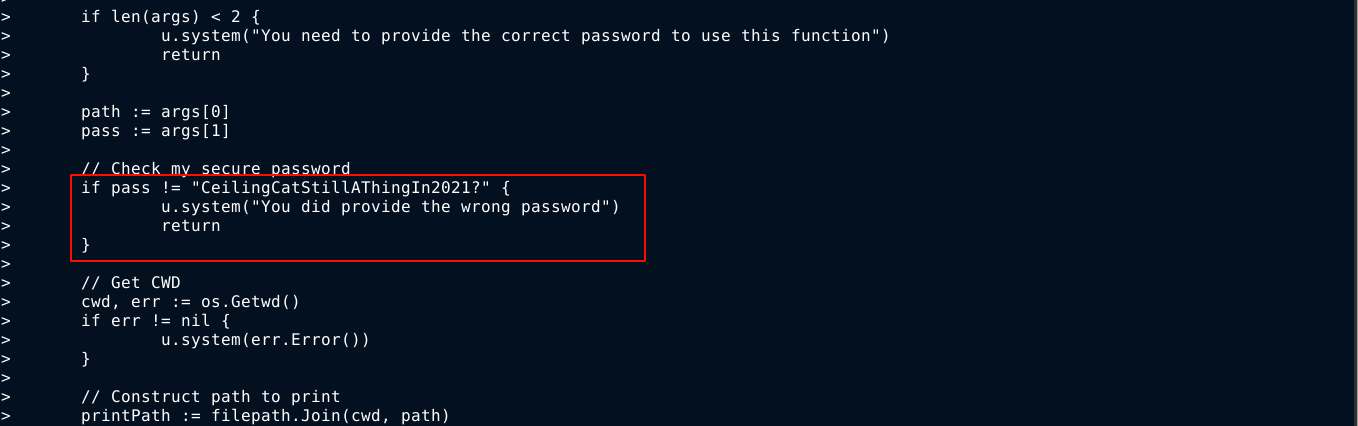 >       if len(args) < 2 {
>               u.system("You need to provide the correct password to use this function")
>               return
>       }
>
>       path := args[0]
>       pass := args[1]
>
>       // Check my secure password
>       if pass != "CeilingCatStillAThingIn2021?" {
>               u.system("You did provide the wrong password")
>               return
>       }
>
>       // Get CWD
>       cwd, err := os.Getwd()
>       if err != nil {
>               u.system(err.Error())
>       }
>
>       // Construct path to print
>       printPath := filepath.Join(cwd, path)